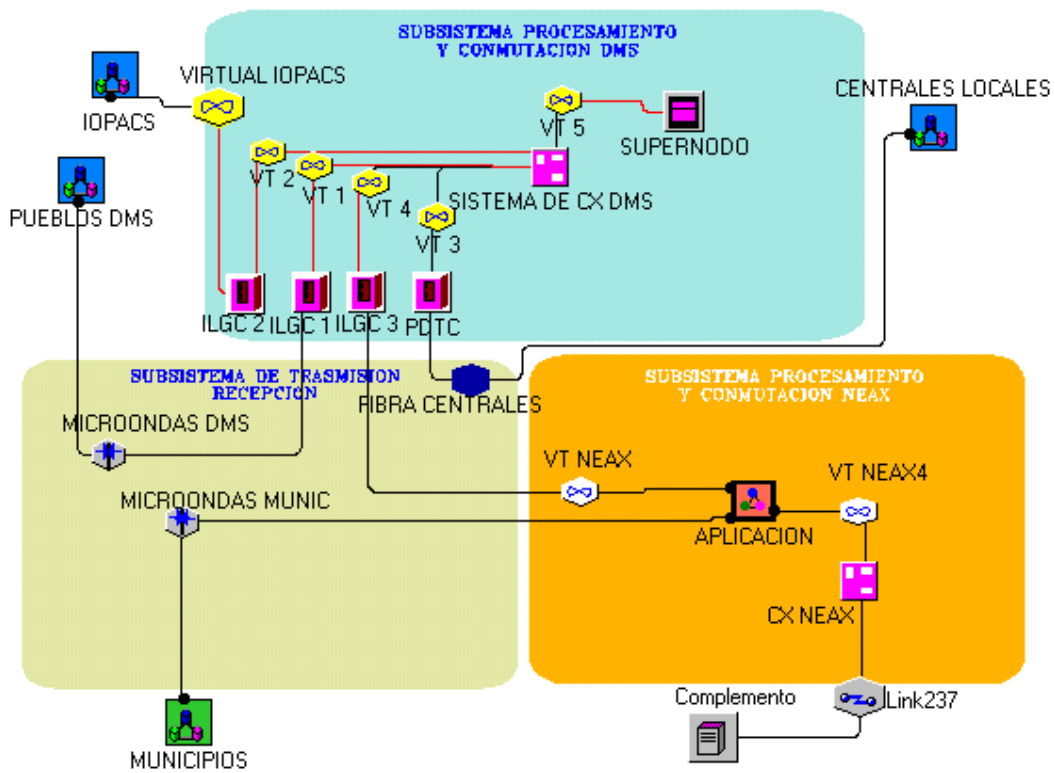 SUBSISTEMA PROCESAMIENTO
Y CONMUTACION DMS
VIRTUAL IOPACS
CENTRALES LOCALES
IOPACS
VT 5
SUPERNODO
VT 2
VT 1
VT 4
SISTEMA DE CX DMS
PUEBLOS DMS
VT 3
ILGC 2
ILGC 1
ILGC 3
PDTC
SUBSISTEMA DE TRASMISION
RECEPCION
FIBRA CENTRALES
SUBSISTEMA PROCESAMIENTO
Y CONMUTACION NEAX
MICROONDAS DMS
VT NEAX
VT NEAX4
MICROONDAS MUNIC
APLICACION
CX NEAX
Complemento
Link237
MUNICIPIOS